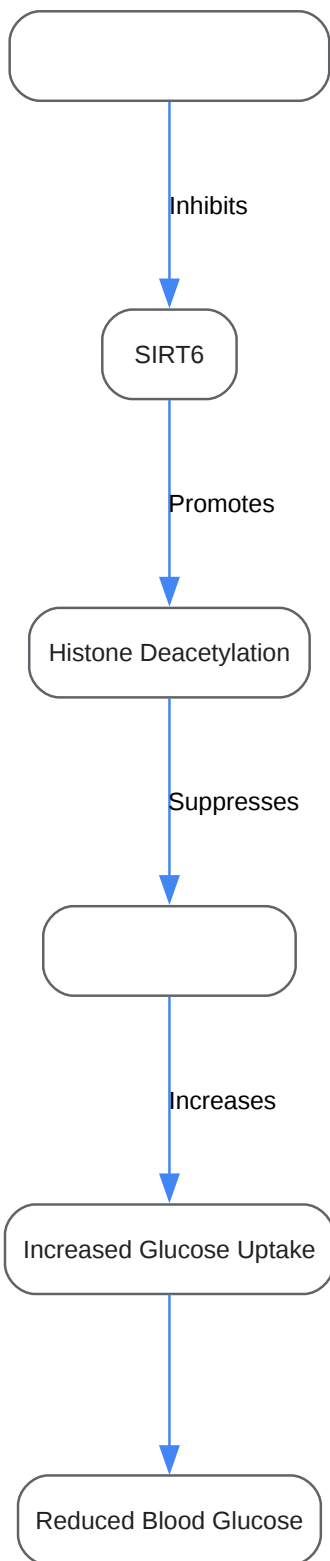 Inhibits
SIRT6
Promotes
Histone Deacetylation
Suppresses
Increases
Increased Glucose Uptake
Reduced Blood Glucose